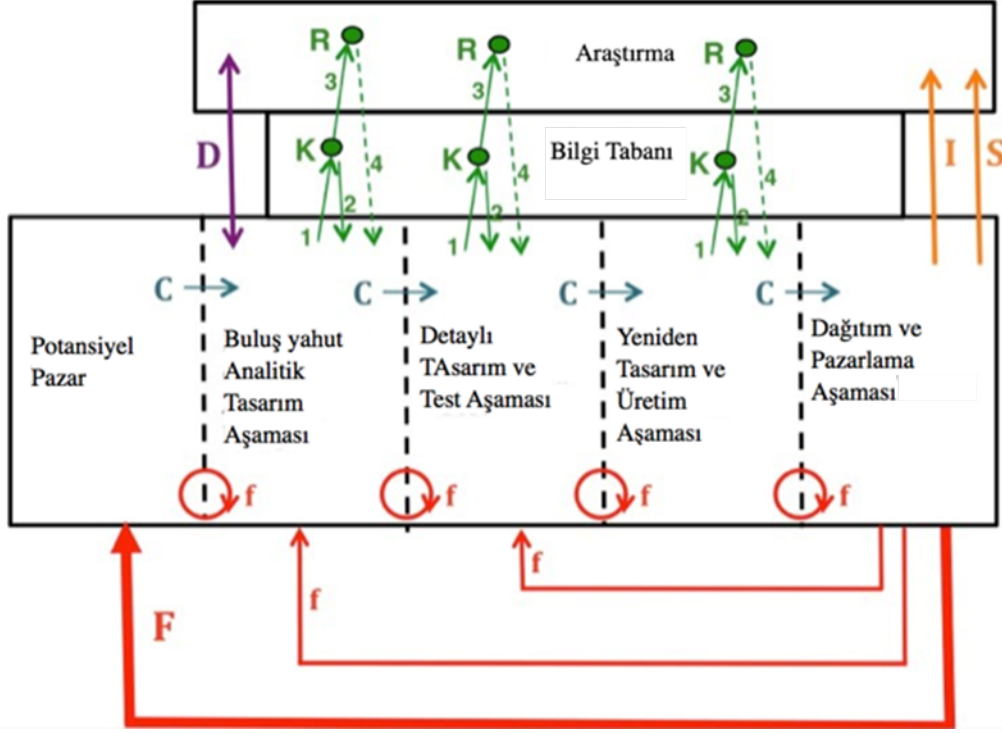 R
R
Araştırma
R
3
3
3
D
K
K
Bilgi Tabanı
K
I
S
4
4
4
2
2
2
1
1
1
C
C
C
C
Potansiyel
Pazar
Buluş yahut
Analitik
Tasarım
Aşaması
Detaylı
TAsarım ve
Test Aşaması
Yeniden
Tasarım ve
Üretim
Aşaması
Dağıtım ve
Pazarlama
Aşaması
f
f
f
f
f
f
F